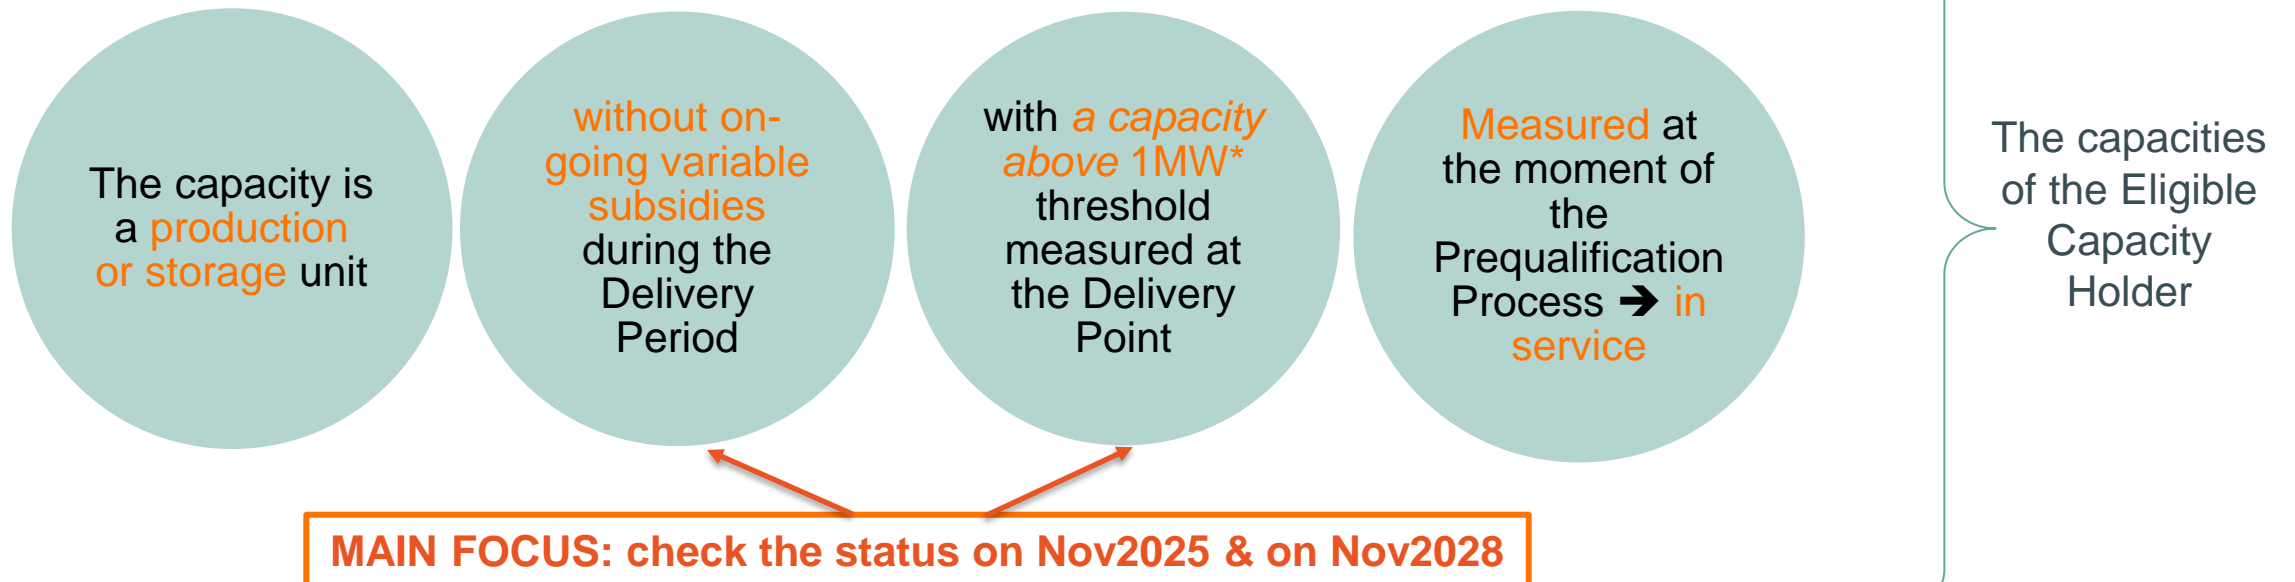 The capacity is
a production
or storage unit
without on-
going variable
subsidies
during the
Delivery
Period
with a capacity
above 1MW*
threshold
measured at
the Delivery
Point
Measured at
the moment of
the
Prequalification
Process ➔ in
service
The capacities
of the Eligible
Capacity
Holder
MAIN FOCUS: check the status on Nov2025 & on Nov2028